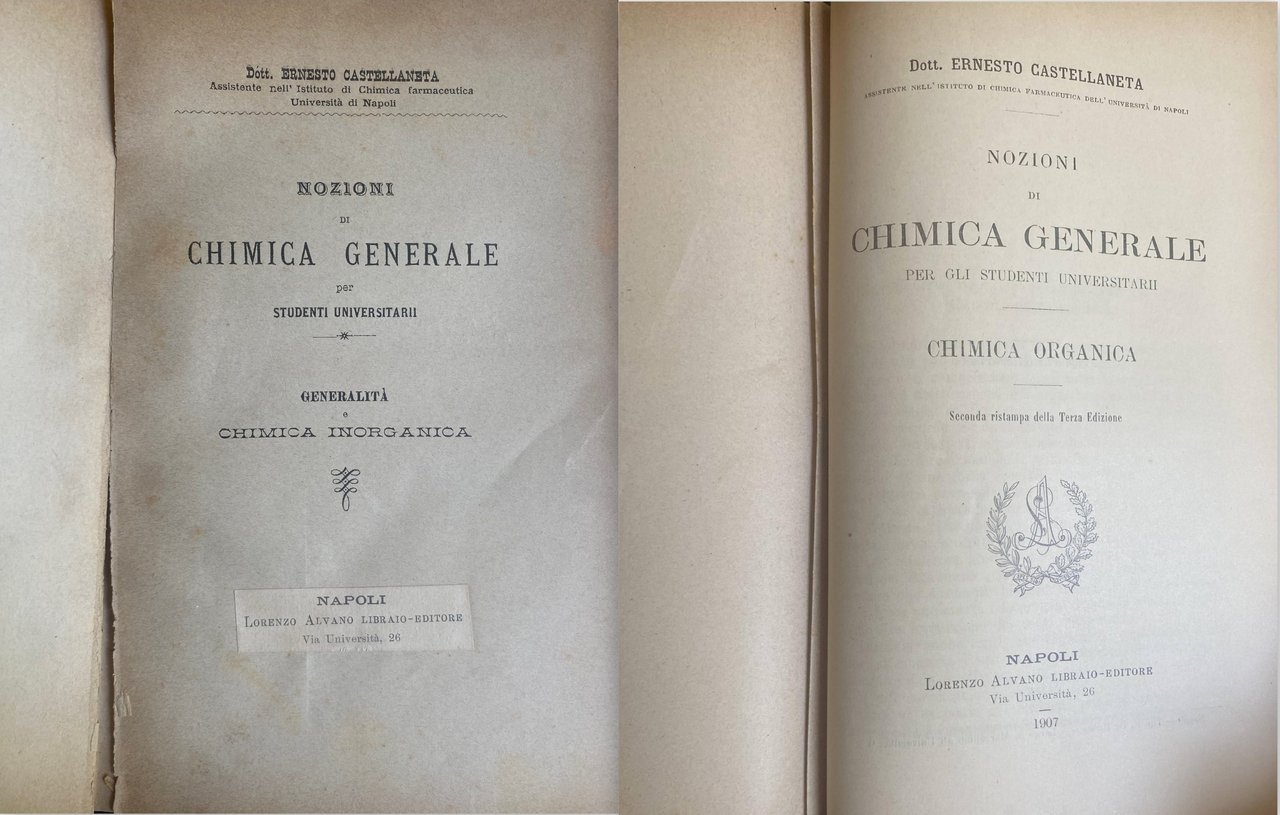 Dott. ERNESTO CASTELLANETA
Assistente nell' Istituto di Chimica farmaceutica
Università di Napoli
NOZIONI
DI
CHIMICA GENERALE
per
STUDENTI UNIVERSITARII
GENERALITÀ
e
CHIMICA INORGANICA
NAPOLI
LORENZO ALVANO LIBRAIO-EDITORE
Via Università, 26
Dott. ERNESTO CASTELLANETA
ASSISTENTE NELL' ISTITUTO DI CHIMICA FARMACEUTICA DELL' UNIVERSITÀ DI NAPOLI
NOZIONI
DI
CHIMICA GENERALE
PER GLI STUDENTI UNIVERSITARII
CHIMICA ORGANICA
Seconda ristampa della Terza Edizione
NAPOLI
LORENZO ALVANO LIBRAIO-EDITORE
Via Università, 26
1907